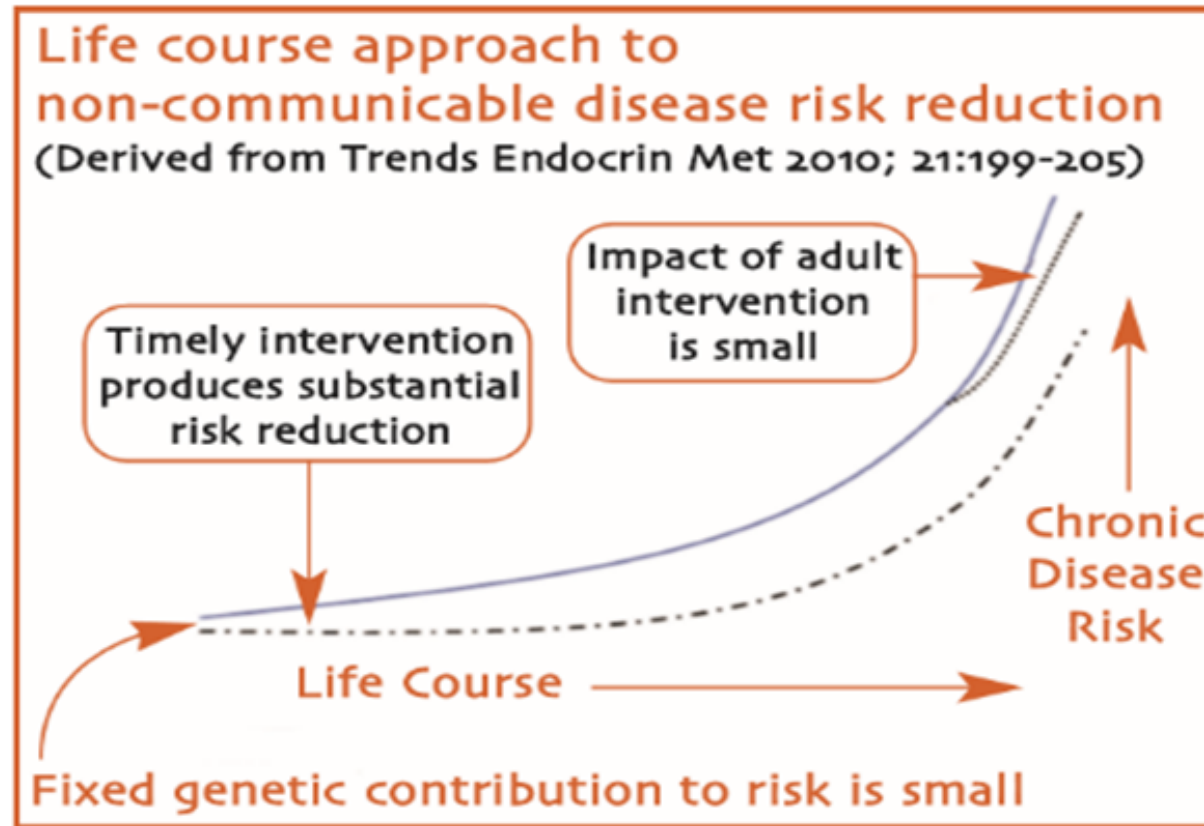 Life course approach to
non-communicable disease risk reduction
(Derived from Trends Endocrin Met 2010; 21:199-205)
Impact of adult
intervention
is small
Timely intervention
produces substantial
risk reduction
Chronic
Disease
Risk
Life Course
Fixed genetic contribution to risk is small